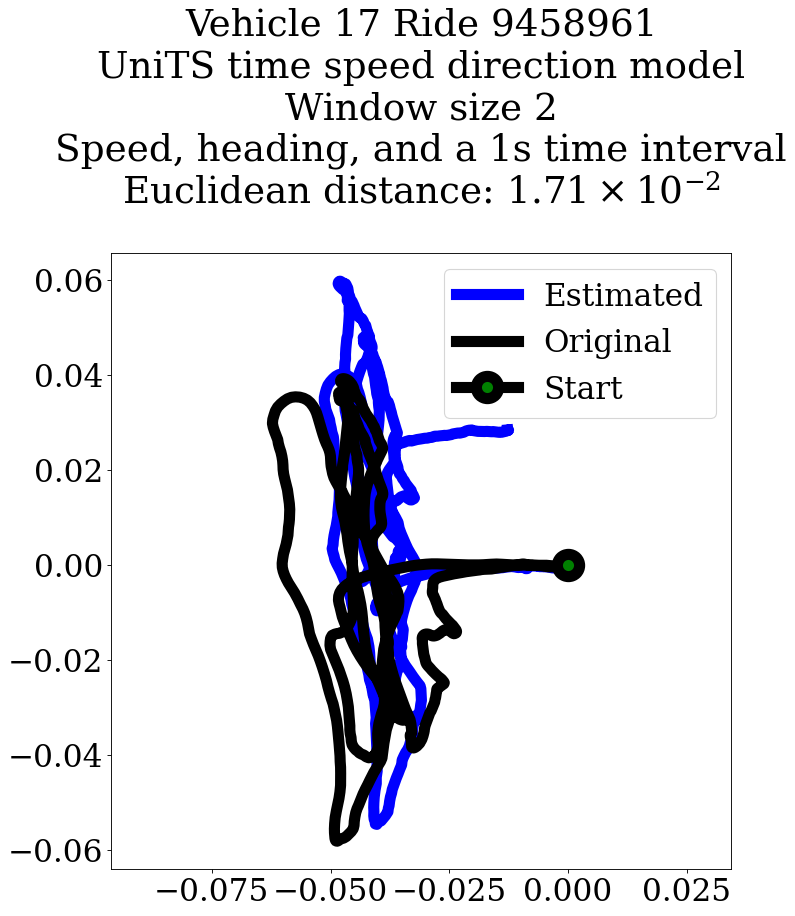 Vehicle 17 Ride 9458961
UniTS time speed direction model
Window size 2
Speed, heading, and a 1s time interval
Euclidean distance: 1.71 × 10⁻²
Estimated
Original
Start
0.06
0.04
0.02
0.00
−0.02
−0.04
−0.06
−0.075 −0.050 −0.025 0.000 0.025